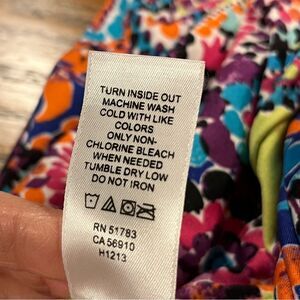 TURN INSIDE OUT
MACHINE WASH
COLD WITH LIKE
COLORS
ONLY NON-
CHLORINE BLEACH
WHEN NEEDED
TUMBLE DRY LOW
DO NOT IRON
RN 51783
CA 56910
H1213